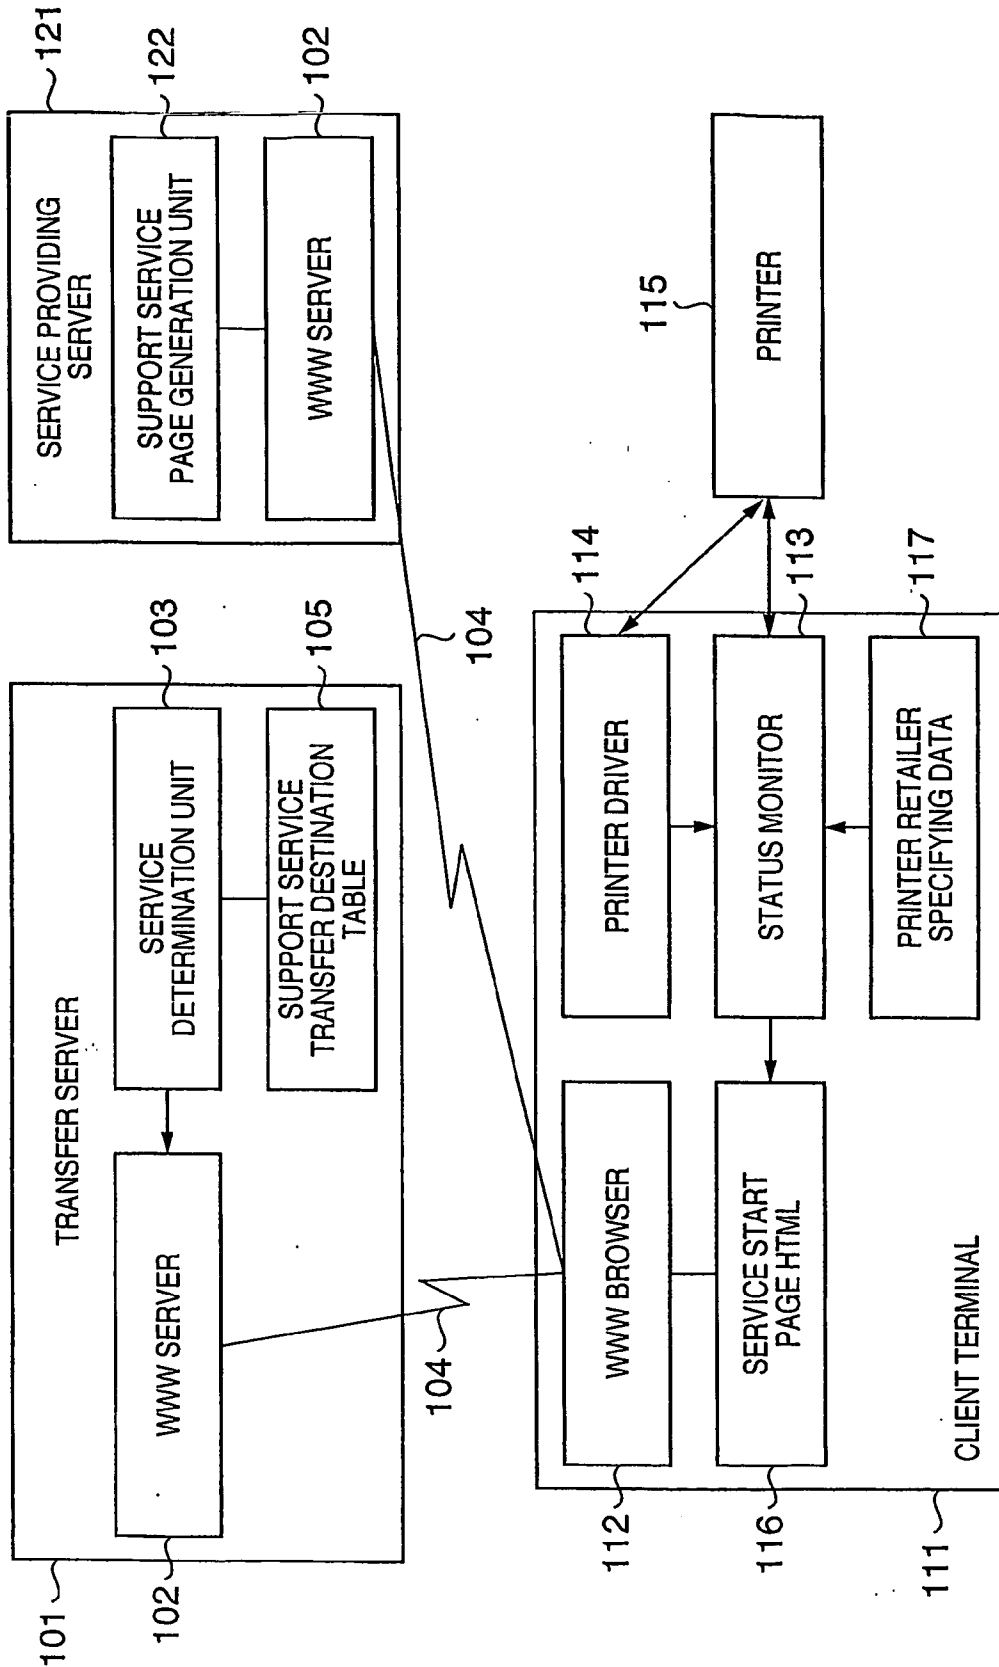 101
TRANSFER SERVER
102
WWW SERVER
SERVICE
DETERMINATION UNIT
103
SUPPORT SERVICE
TRANSFER DESTINATION
TABLE
105
SERVICE PROVIDING
SERVER
121
SUPPORT SERVICE
PAGE GENERATION UNIT
122
WWW SERVER
102
104
104
112
WWW BROWSER
PRINTER DRIVER
114
116
SERVICE START
PAGE HTML
STATUS MONITOR
113
PRINTER RETAILER
SPECIFYING DATA
117
111
CLIENT TERMINAL
115
PRINTER